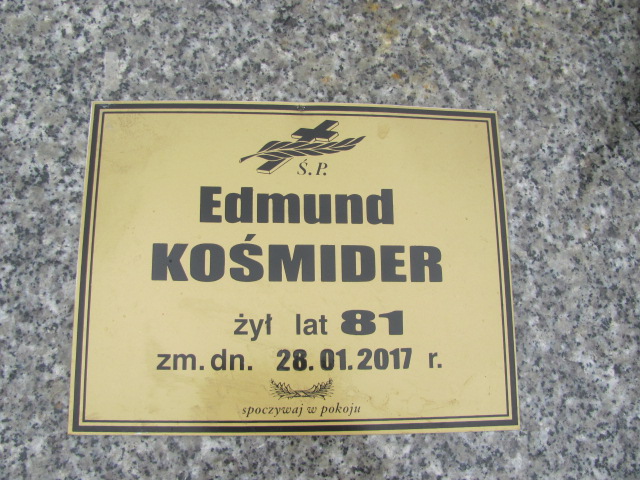 Ś.P.
Edmund
KOŚMIDER
żył lat 81
zm. dn. 28.01.2017 r.
spoczywaj w pokoju